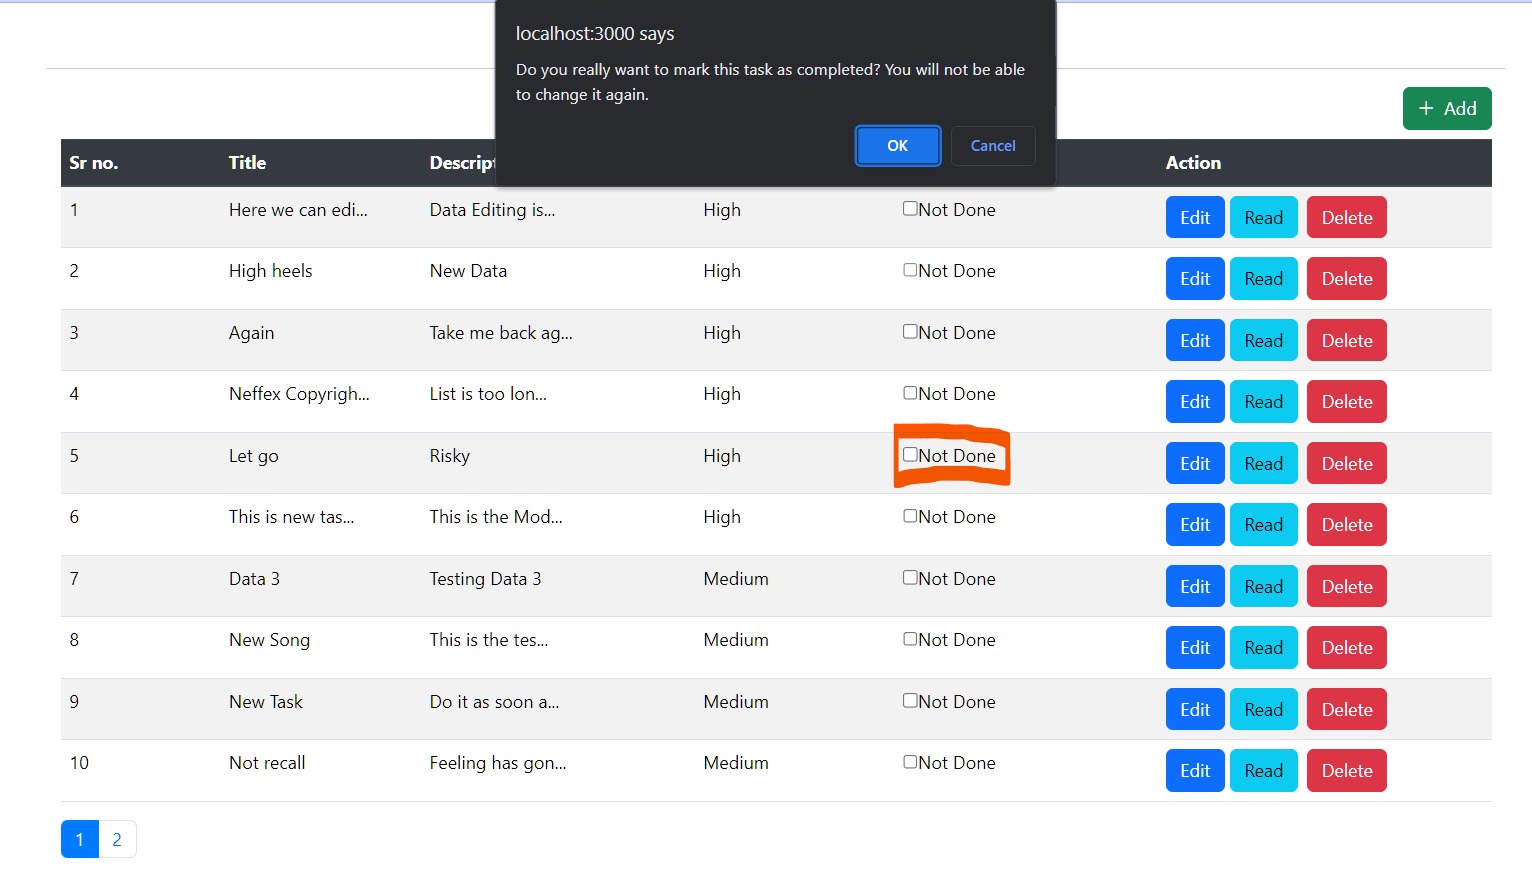 localhost:3000 says
Do you really want to mark this task as completed? You will not be able
to change it again.
OK Cancel
+ Add
Sr no. Title Descript Action
1 Here we can edi... Data Editing is... High Not Done Edit Read Delete
2 High heels New Data High Not Done Edit Read Delete
3 Again Take me back ag... High Not Done Edit Read Delete
4 Neffex Copyrigh... List is too lon... High Not Done Edit Read Delete
5 Let go Risky High Not Done Edit Read Delete
6 This is new tas... This is the Mod... High Not Done Edit Read Delete
7 Data 3 Testing Data 3 Medium Not Done Edit Read Delete
8 New Song This is the tes... Medium Not Done Edit Read Delete
9 New Task Do it as soon a... Medium Not Done Edit Read Delete
10 Not recall Feeling has gon... Medium Not Done Edit Read Delete
1 2